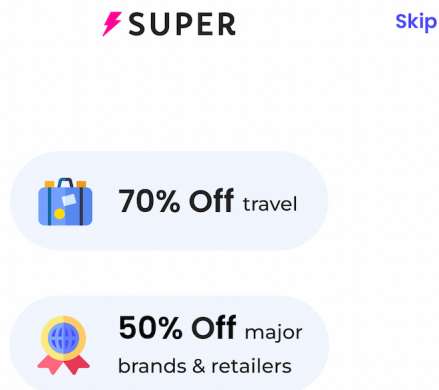 SUPER
Skip
70% Off travel
50% Off major
brands & retailers